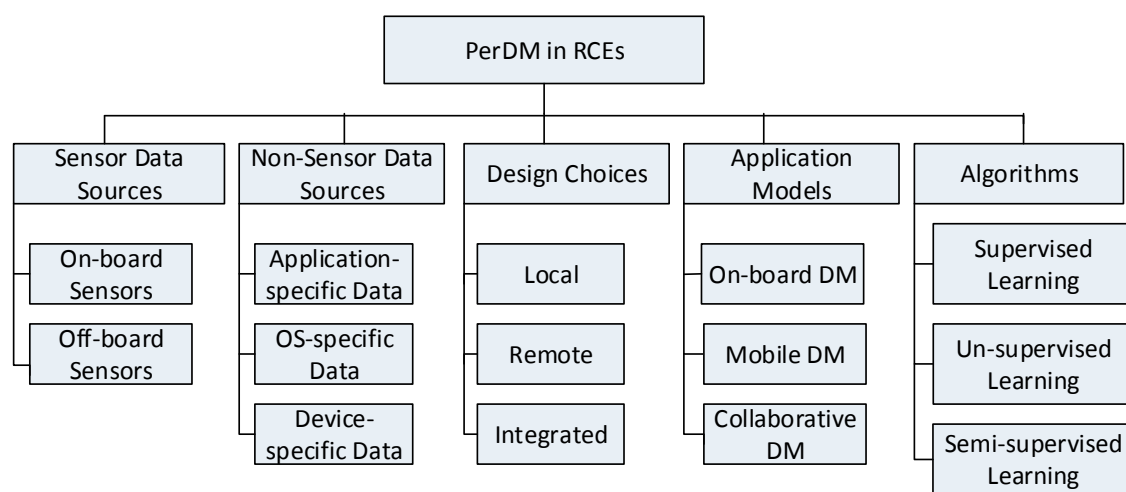 PerDM in RCEs
Sensor Data
Sources
Non-Sensor Data
Sources
Design Choices
Application
Models
Algorithms
On-board
Sensors
Off-board
Sensors
Application-
specific Data
OS-specific
Data
Device-
specific Data
Local
Remote
Integrated
On-board DM
Mobile DM
Collaborative
DM
Supervised
Learning
Un-supervised
Learning
Semi-supervised
Learning